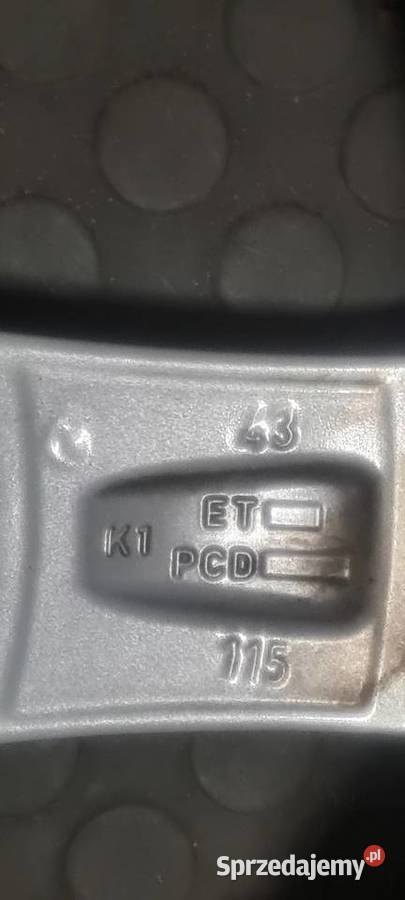 43
ET
K1
PCD
115
Sprzedajemy.pl